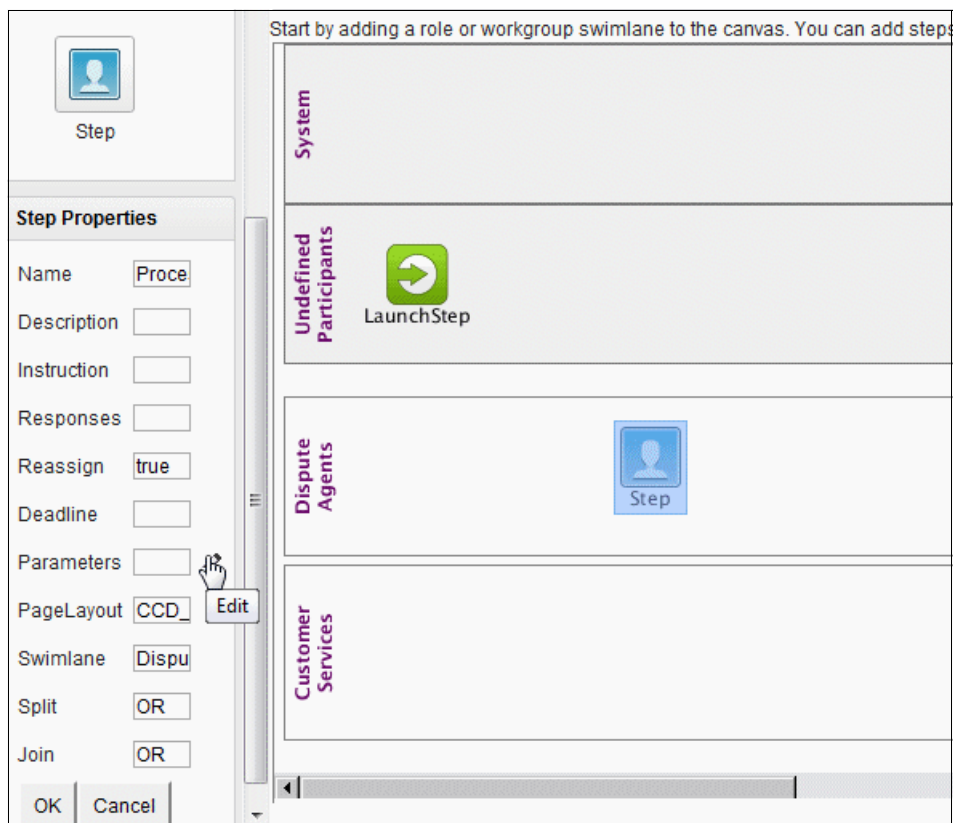 Start by adding a role or workgroup swimlane to the canvas. You can add steps
Step
Step Properties
Name Proce
Description
Instruction
Responses
Reassign true
Deadline
Parameters
Edit
PageLayout CCD_
Swimlane Dispu
Split OR
Join OR
OK Cancel
System
Undefined
Participants
LaunchStep
Dispute
Agents
Step
Customer
Services